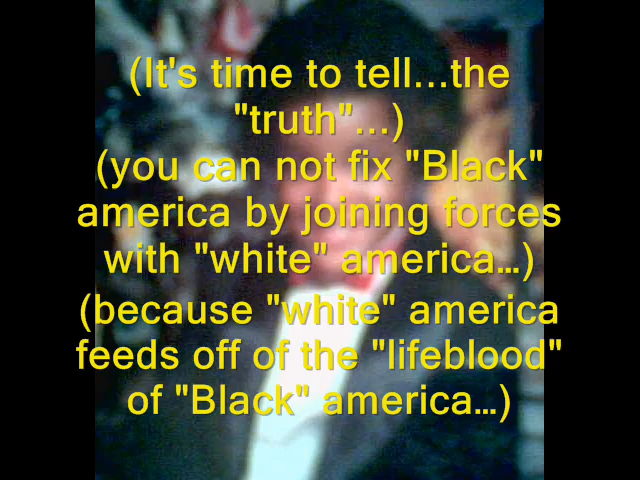 (It's time to tell...the
"truth"...)
(you can not fix "Black"
america by joining forces
with "white" america...)
(because "white" america
feeds off of the "lifeblood"
of "Black" america...)